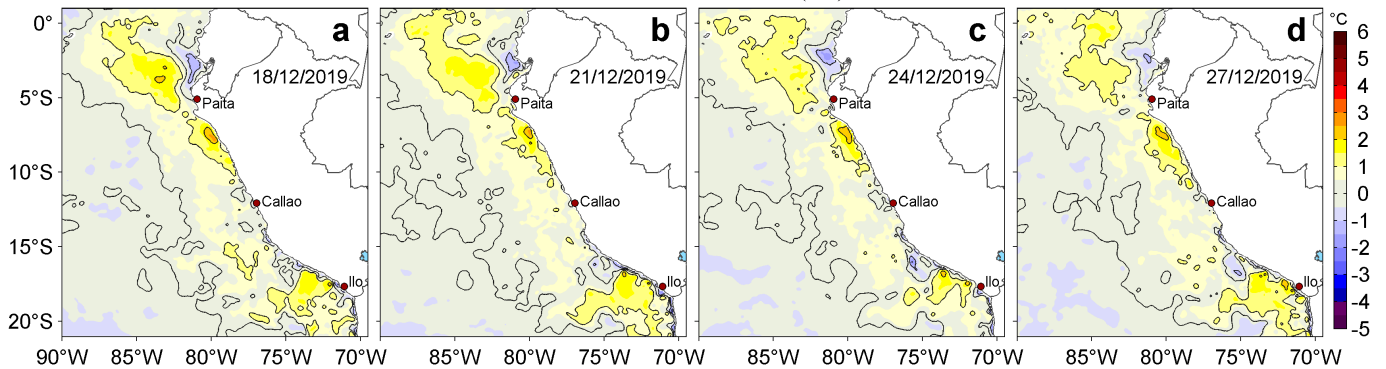 0°
5°S
10°S
15°S
20°S
a
18/12/2019
Paita
Callao
Ilo
90°W
85°W
80°W
75°W
70°W
b
21/12/2019
Paita
Callao
Ilo
85°W
80°W
75°W
70°W
c
24/12/2019
Paita
Callao
Ilo
85°W
80°W
75°W
70°W
d
27/12/2019
Paita
Callao
Ilo
85°W
80°W
75°W
70°W
°C
6
5
4
3
2
1
0
-1
-2
-3
-4
-5